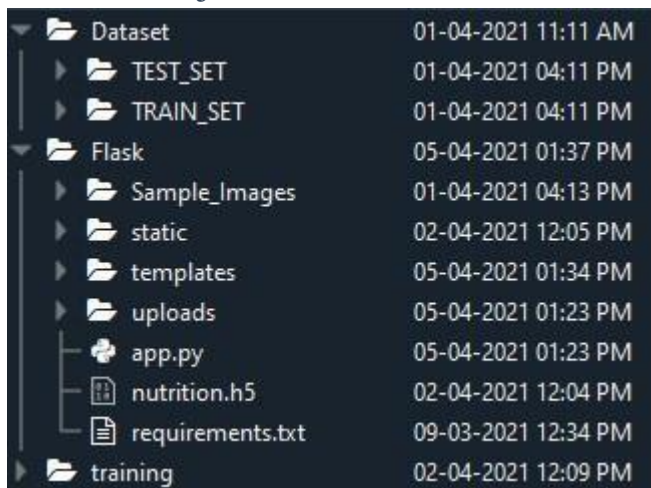 Dataset 01-04-2021 11:11 AM
TEST_SET 01-04-2021 04:11 PM
TRAIN_SET 01-04-2021 04:11 PM
Flask 05-04-2021 01:37 PM
Sample_Images 01-04-2021 04:13 PM
static 02-04-2021 12:05 PM
templates 05-04-2021 01:34 PM
uploads 05-04-2021 01:23 PM
app.py 05-04-2021 01:23 PM
nutrition.h5 02-04-2021 12:04 PM
requirements.txt 09-03-2021 12:34 PM
training 02-04-2021 12:09 PM